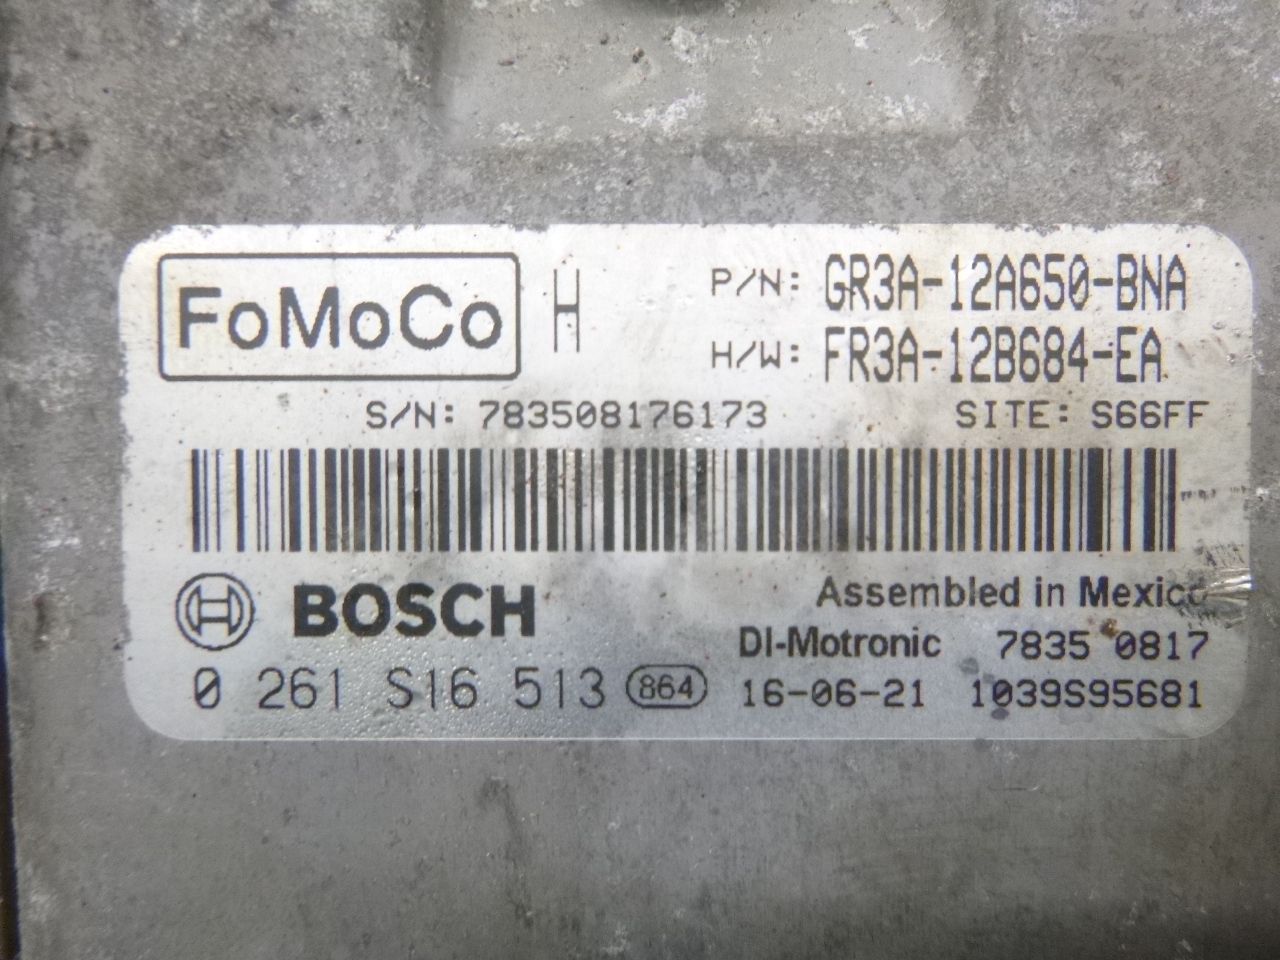 FoMoCo H P/N: GR3A-12A650-BNA
H/W: FR3A-12B684-EA
S/N: 783508176173 SITE: S66FF
BOSCH Assembled in Mexico
DI-Motronic 7835 0817
0 261 S16 513 864 16-06-21 1039S95681